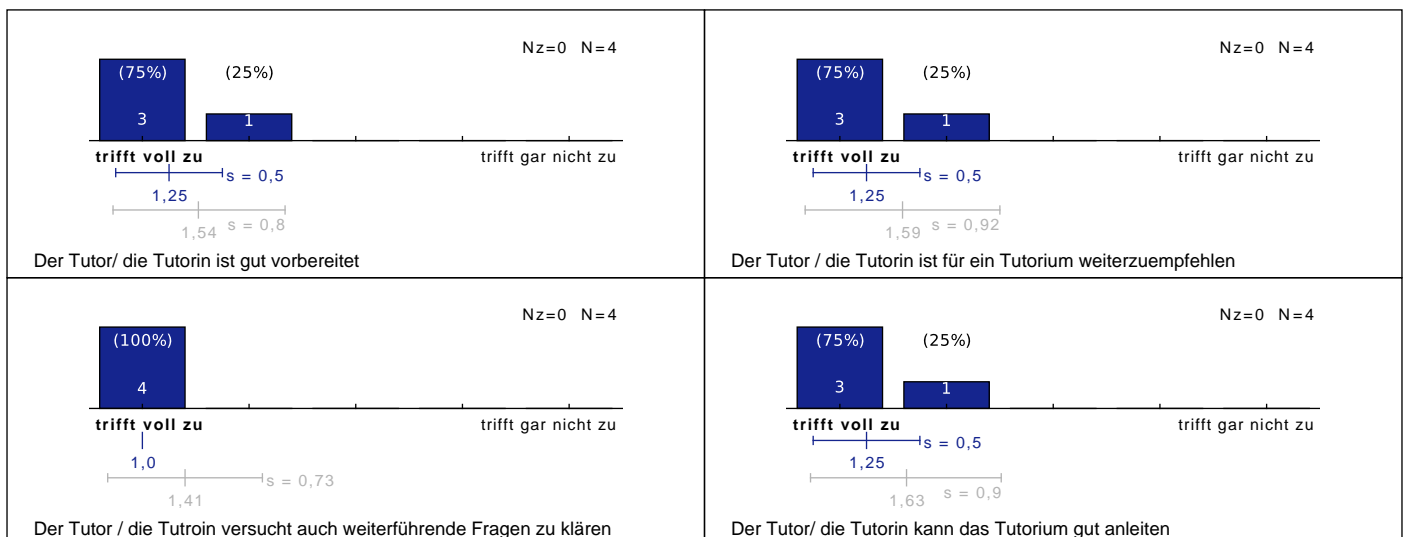 Nz=0 N=4
(75%) (25%)
3 1
trifft voll zu trifft gar nicht zu
s = 0,5
1,25
s = 0,8
1,54
Der Tutor/ die Tutorin ist gut vorbereitet
Nz=0 N=4
(75%) (25%)
3 1
trifft voll zu trifft gar nicht zu
s = 0,5
1,25
s = 0,92
1,59
Der Tutor / die Tutorin ist für ein Tutorium weiterzuempfehlen
Nz=0 N=4
(100%)
4
trifft voll zu trifft gar nicht zu
1,0
s = 0,73
1,41
Der Tutor / die Tutroin versucht auch weiterführende Fragen zu klären
Nz=0 N=4
(75%) (25%)
3 1
trifft voll zu trifft gar nicht zu
s = 0,5
1,25
s = 0,9
1,63
Der Tutor/ die Tutorin kann das Tutorium gut anleiten